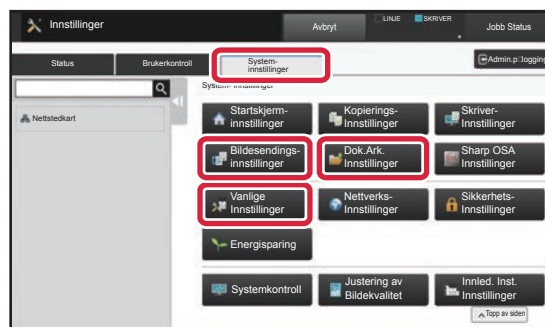 Innstillinger
Avbryt
LINJE
SKRIVER
Jobb Status
Status
Brukerkontroll
System-
innstillinger
Admin.p
logging
System- innstillinger
Nettstedkart
Startskjerm-
innstillinger
Kopierings-
Innstillinger
Skriver-
Innstillinger
Bildesendings-
innstillinger
Dok.Ark.
Innstillinger
Sharp OSA
Innstillinger
Vanlige
Innstillinger
Nettverks-
Innstillinger
Sikkerhets-
Innstillinger
Energisparing
Systemkontroll
Justering av
Bildekvalitet
Innled. Inst.
Innstillinger
Topp av siden